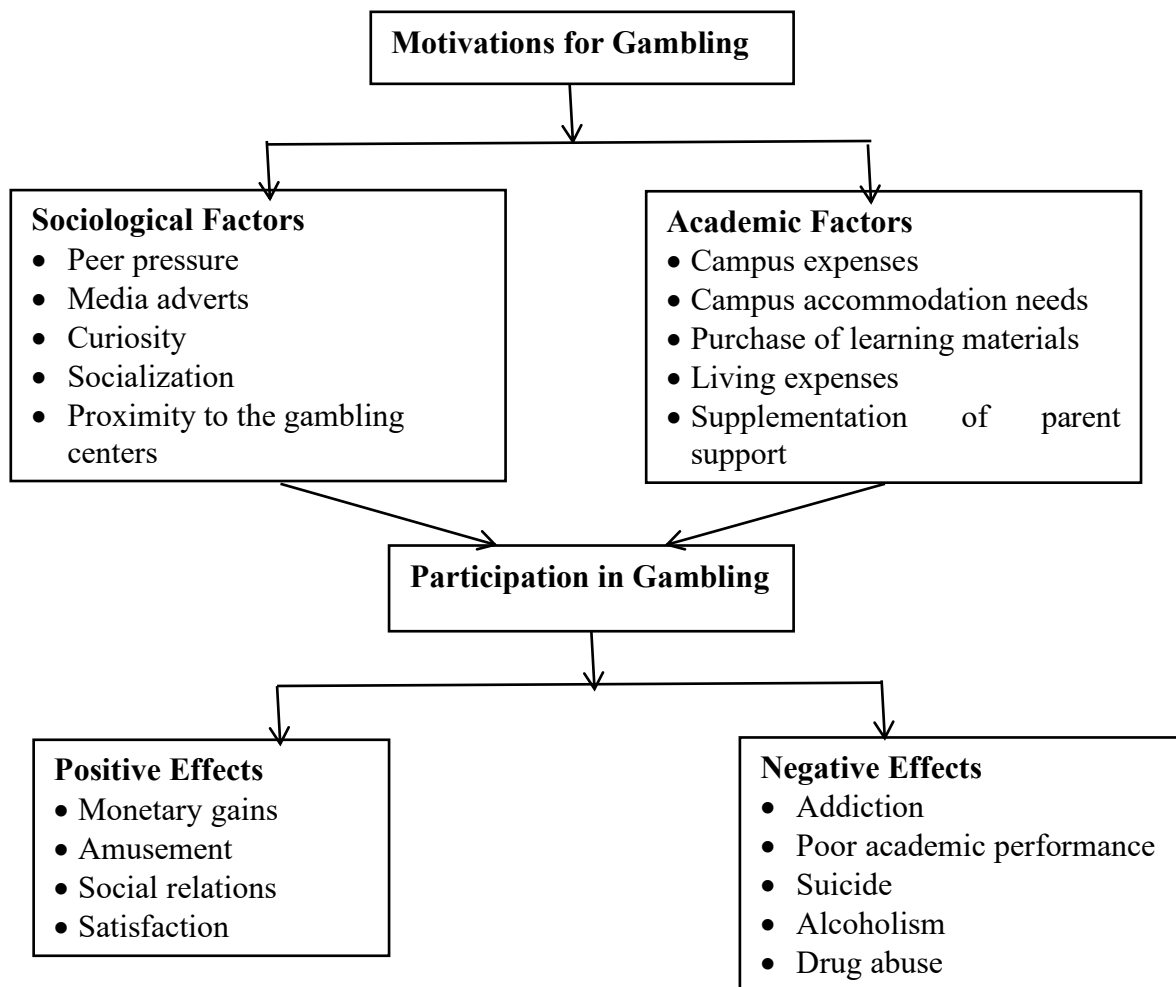 Motivations for Gambling
Sociological Factors
• Peer pressure
• Media adverts
• Curiosity
• Socialization
• Proximity to the gambling
centers
Academic Factors
• Campus expenses
• Campus accommodation needs
• Purchase of learning materials
• Living expenses
• Supplementation of parent
support
Participation in Gambling
Positive Effects
• Monetary gains
• Amusement
• Social relations
• Satisfaction
Negative Effects
• Addiction
• Poor academic performance
• Suicide
• Alcoholism
• Drug abuse